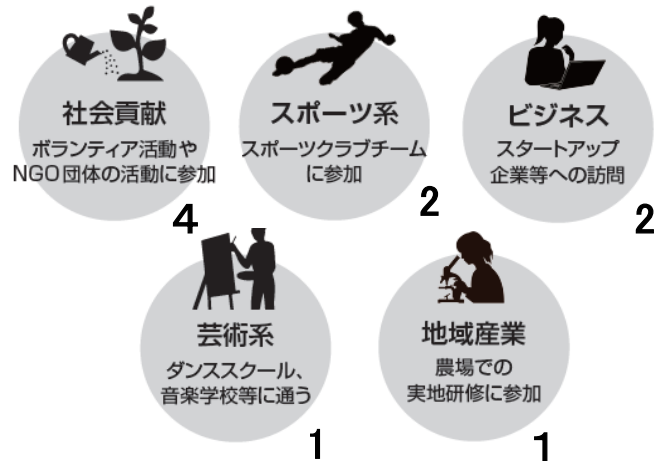 社会貢献
ボランティア活動や
NGO団体の活動に参加
4
スポーツ系
スポーツクラブチーム
に参加
2
ビジネス
スタートアップ
企業等への訪問
2
芸術系
ダンススクール、
音楽学校等に通う
1
地域産業
農場での
実地研修に参加
1